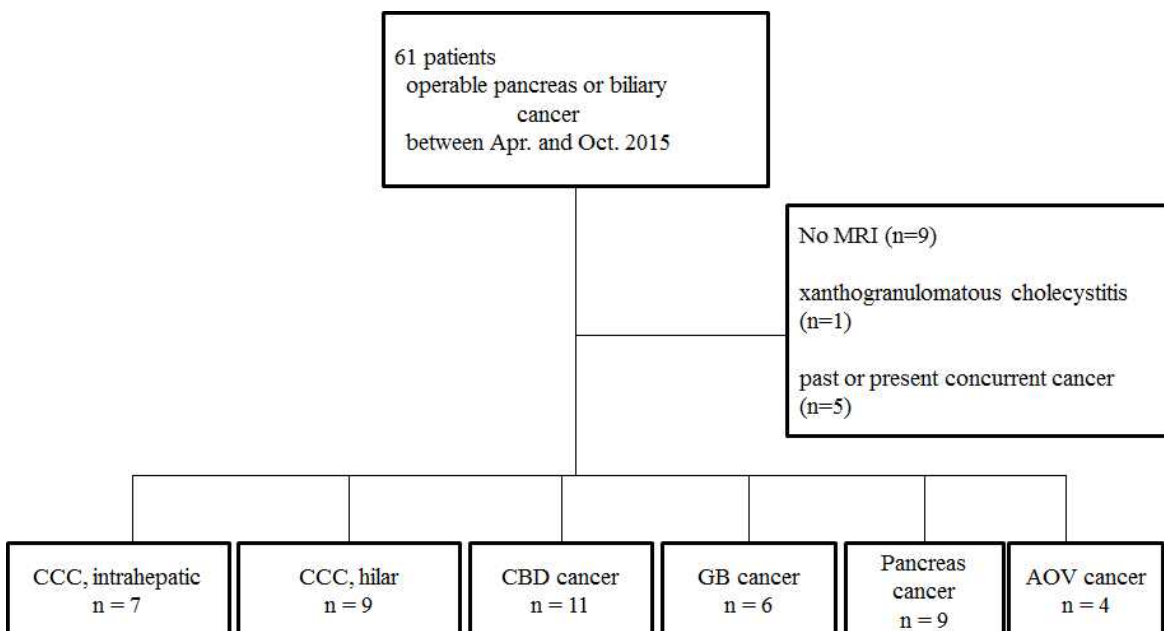 61 patients
operable pancreas or biliary
cancer
between Apr. and Oct. 2015
No MRI (n=9)
xanthogranulomatous cholecystitis
(n=1)
past or present concurrent cancer
(n=5)
CCC, intrahepatic
n = 7
CCC, hilar
n = 9
CBD cancer
n = 11
GB cancer
n = 6
Pancreas
cancer
n = 9
AOV cancer
n = 4